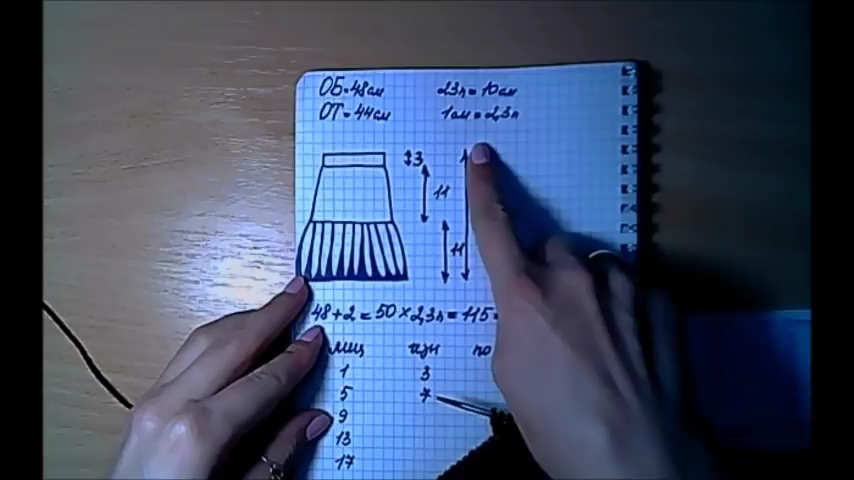 ОБ=48см 23п=10см
ОТ=44см 1см=2,3п
3
11
11
48+2=50×2,3п=115=
лиц изн по
1 3
5 7
9
13
17